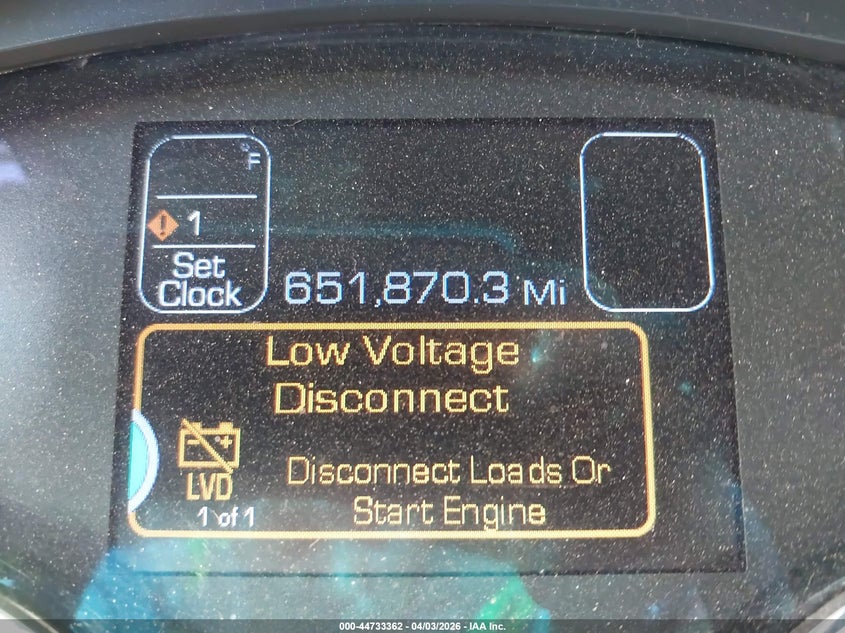 °F
1
Set
Clock
651,870.3 Mi
Low Voltage
Disconnect
LVD
Disconnect Loads Or
Start Engine
1 of 1
000-44733362 - 04/03/2026 - IAA Inc.